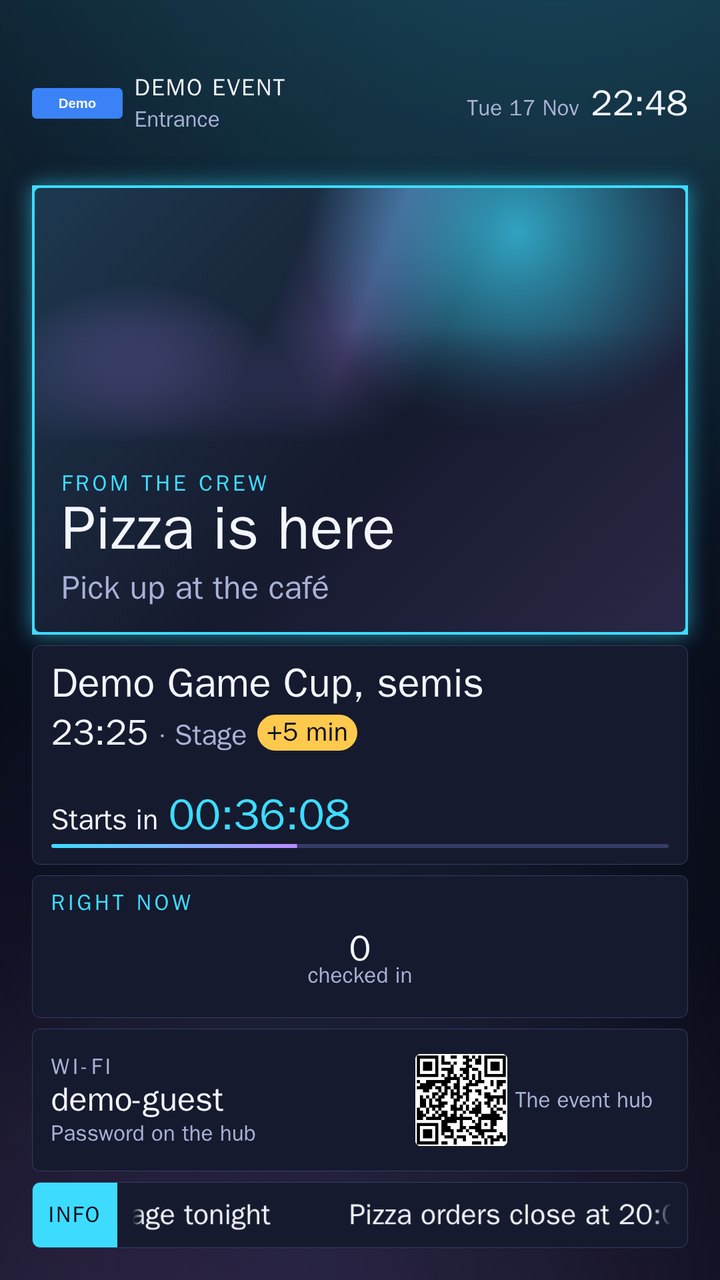 Demo
DEMO EVENT
Entrance
Tue 17 Nov 22:48
FROM THE CREW
Pizza is here
Pick up at the café
Demo Game Cup, semis
23:25 · Stage +5 min
Starts in 00:36:08
RIGHT NOW
0
checked in
WI-FI
demo-guest
Password on the hub
The event hub
INFO
age tonight
Pizza orders close at 20: